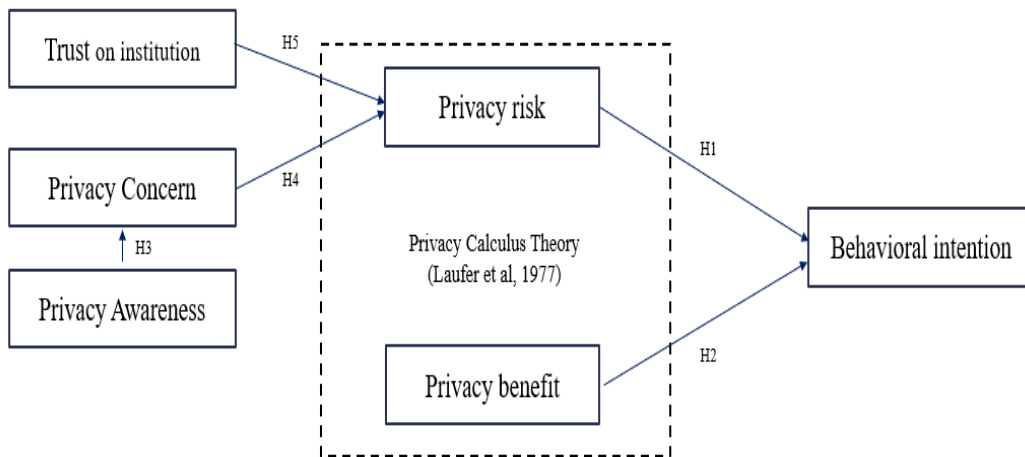 Trust on institution
H5
Privacy risk
H1
Privacy Concern
H4
H3
Privacy Awareness
Privacy Calculus Theory
(Laufer et al, 1977)
Behavioral intention
Privacy benefit
H2